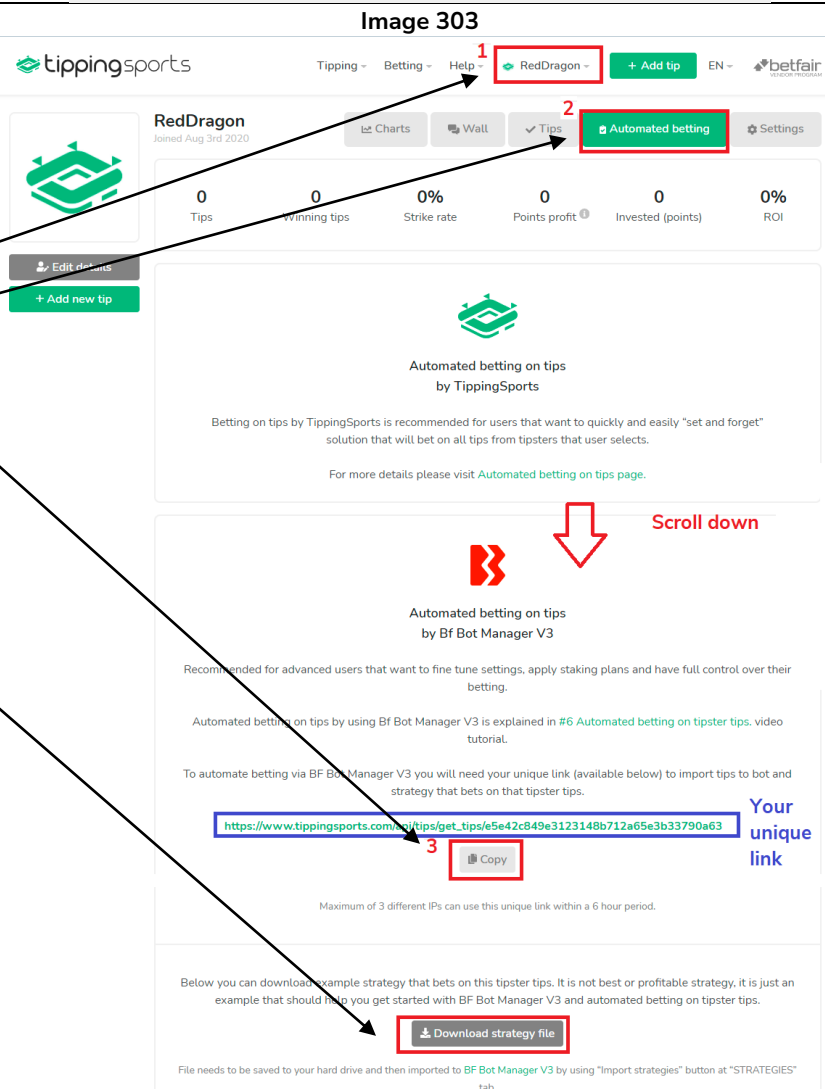 Image 303
1
tippingsports
Tipping
Betting
Help
RedDragon
+ Add tip
EN
betfair
VENDOR PROGRAM
RedDragon
Joined Aug 3rd 2020
2
Charts
Wall
Tips
Automated betting
Settings
0
0
0%
0
0
0%
Tips
Winning tips
Strike rate
Points profit
Invested (points)
ROI
Edit details
+ Add new tip
Automated betting on tips
by TippingSports
Betting on tips by TippingSports is recommended for users that want to quickly and easily "set and forget"
solution that will bet on all tips from tipsters that user selects.
For more details please visit Automated betting on tips page.
Scroll down
Automated betting on tips
by Bf Bot Manager V3
Recommended for advanced users that want to fine tune settings, apply staking plans and have full control over their
betting.
Automated betting on tips by using Bf Bot Manager V3 is explained in #6 Automated betting on tipster tips. video
tutorial.
To automate betting via BF Bot Manager V3 you will need your unique link (available below) to import tips to bot and
strategy that bets on that tipster tips.
https://www.tippingsports.com/api/tips/get_tips/e5e42c849e3123148b712a65e3b33790a63
Your
unique
link
3
Copy
Maximum of 3 different IPs can use this unique link within a 6 hour period.
Below you can download example strategy that bets on this tipster tips. It is not best or profitable strategy, it is just an
example that should help you get started with BF Bot Manager V3 and automated betting on tipster tips.
Download strategy file
File needs to be saved to your hard drive and then imported to BF Bot Manager V3 by using "Import strategies" button at "STRATEGIES"
tab.